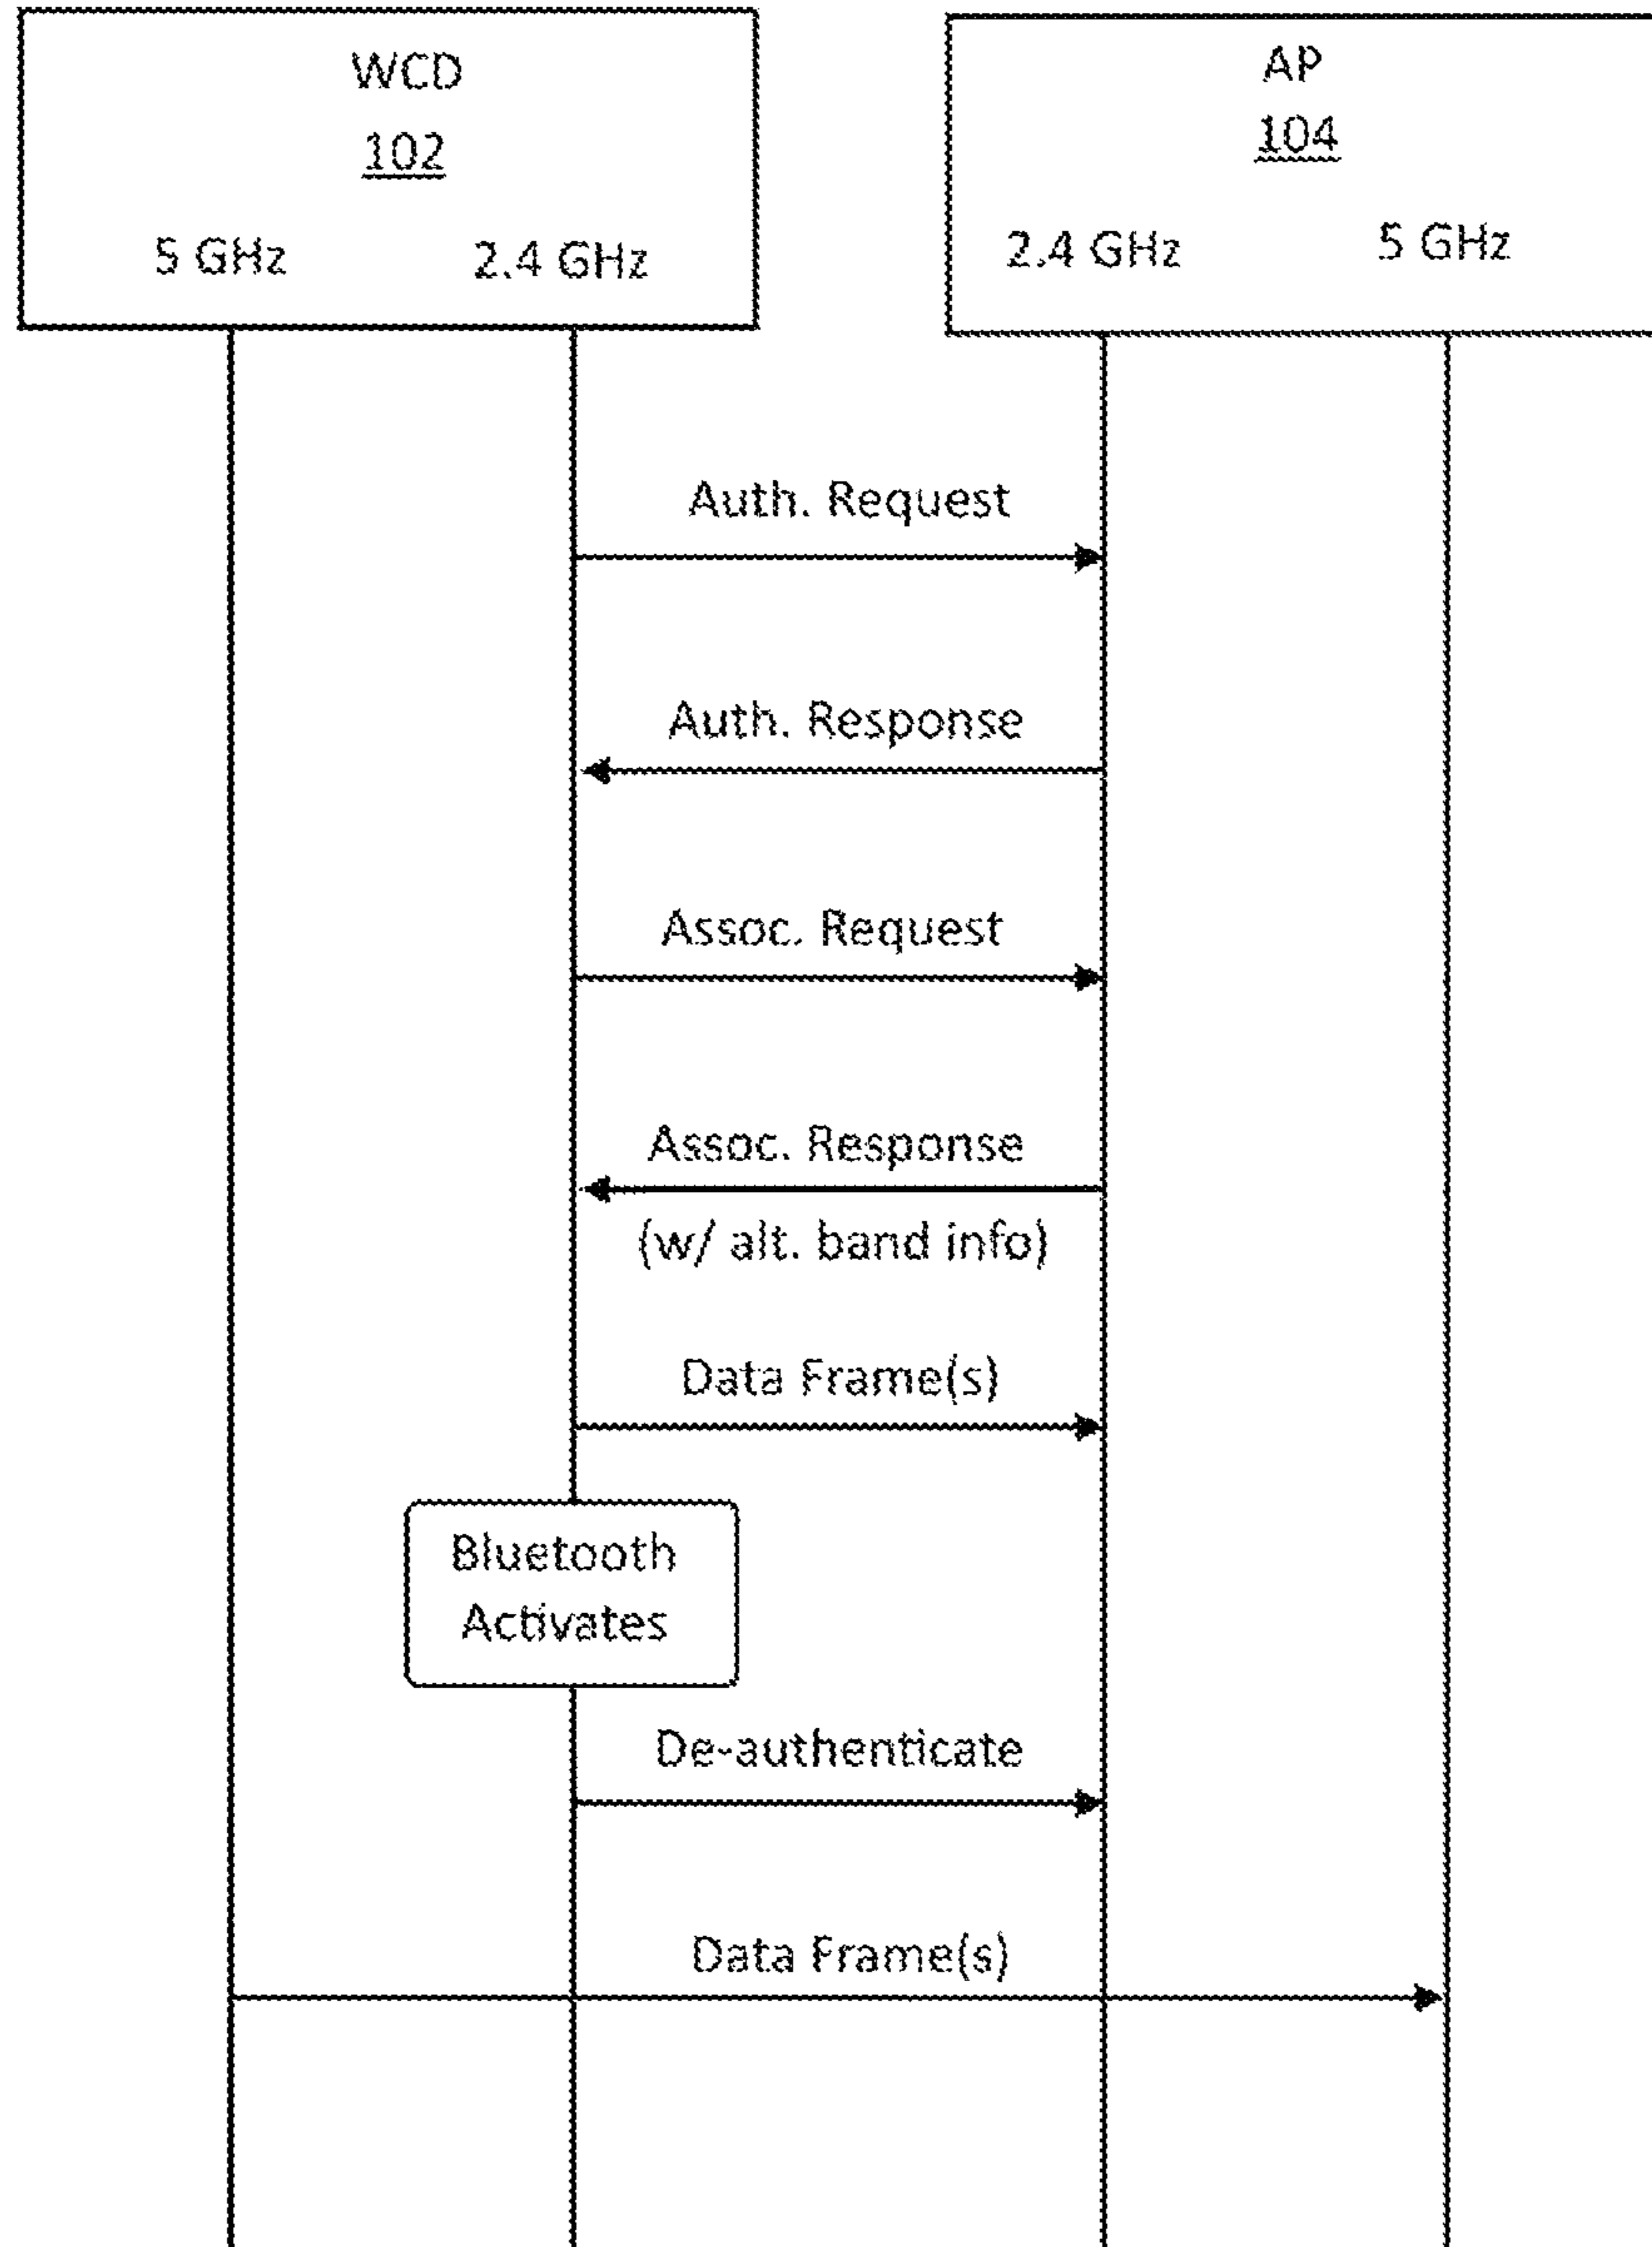 WCD
102
5 GHz 2.4 GHz
AP
104
2.4 GHz 5 GHz
Auth. Request
Auth. Response
Assoc. Request
Assoc. Response
(w/ alt. band info)
Data Frame(s)
Bluetooth
Activates
De-authenticate
Data Frame(s)